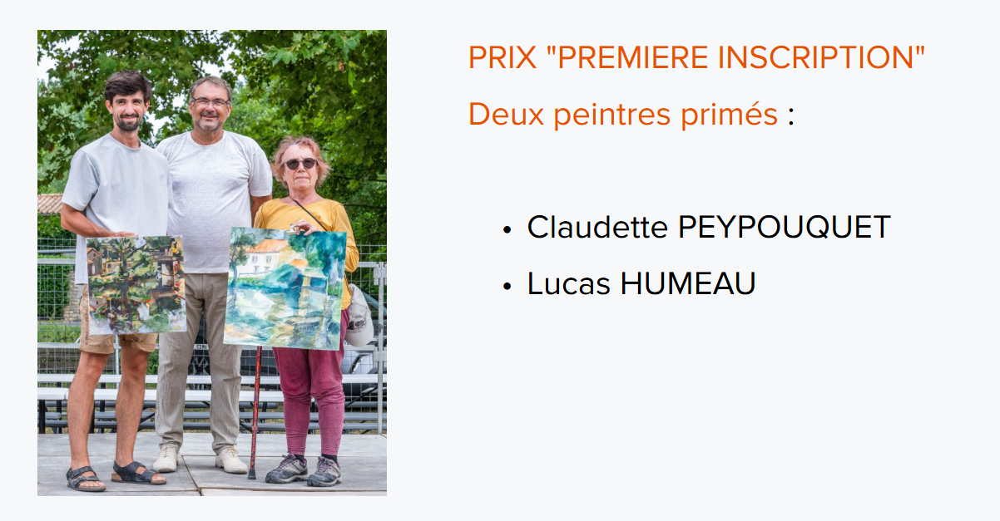 PRIX "PREMIERE INSCRIPTION"
Deux peintres primés :
• Claudette PEYPOUQUET
• Lucas HUMEAU